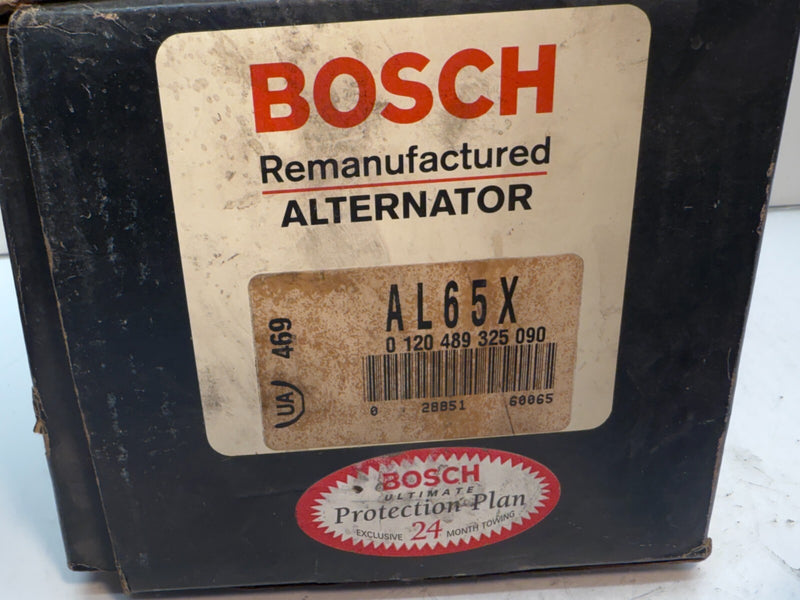 BOSCH
Remanufactured
ALTERNATOR
AL65X
0 120 489 325 090
469
UA
0 28851 60065
BOSCH
ULTIMATE
Protection Plan
EXCLUSIVE 24 MONTH TOWING